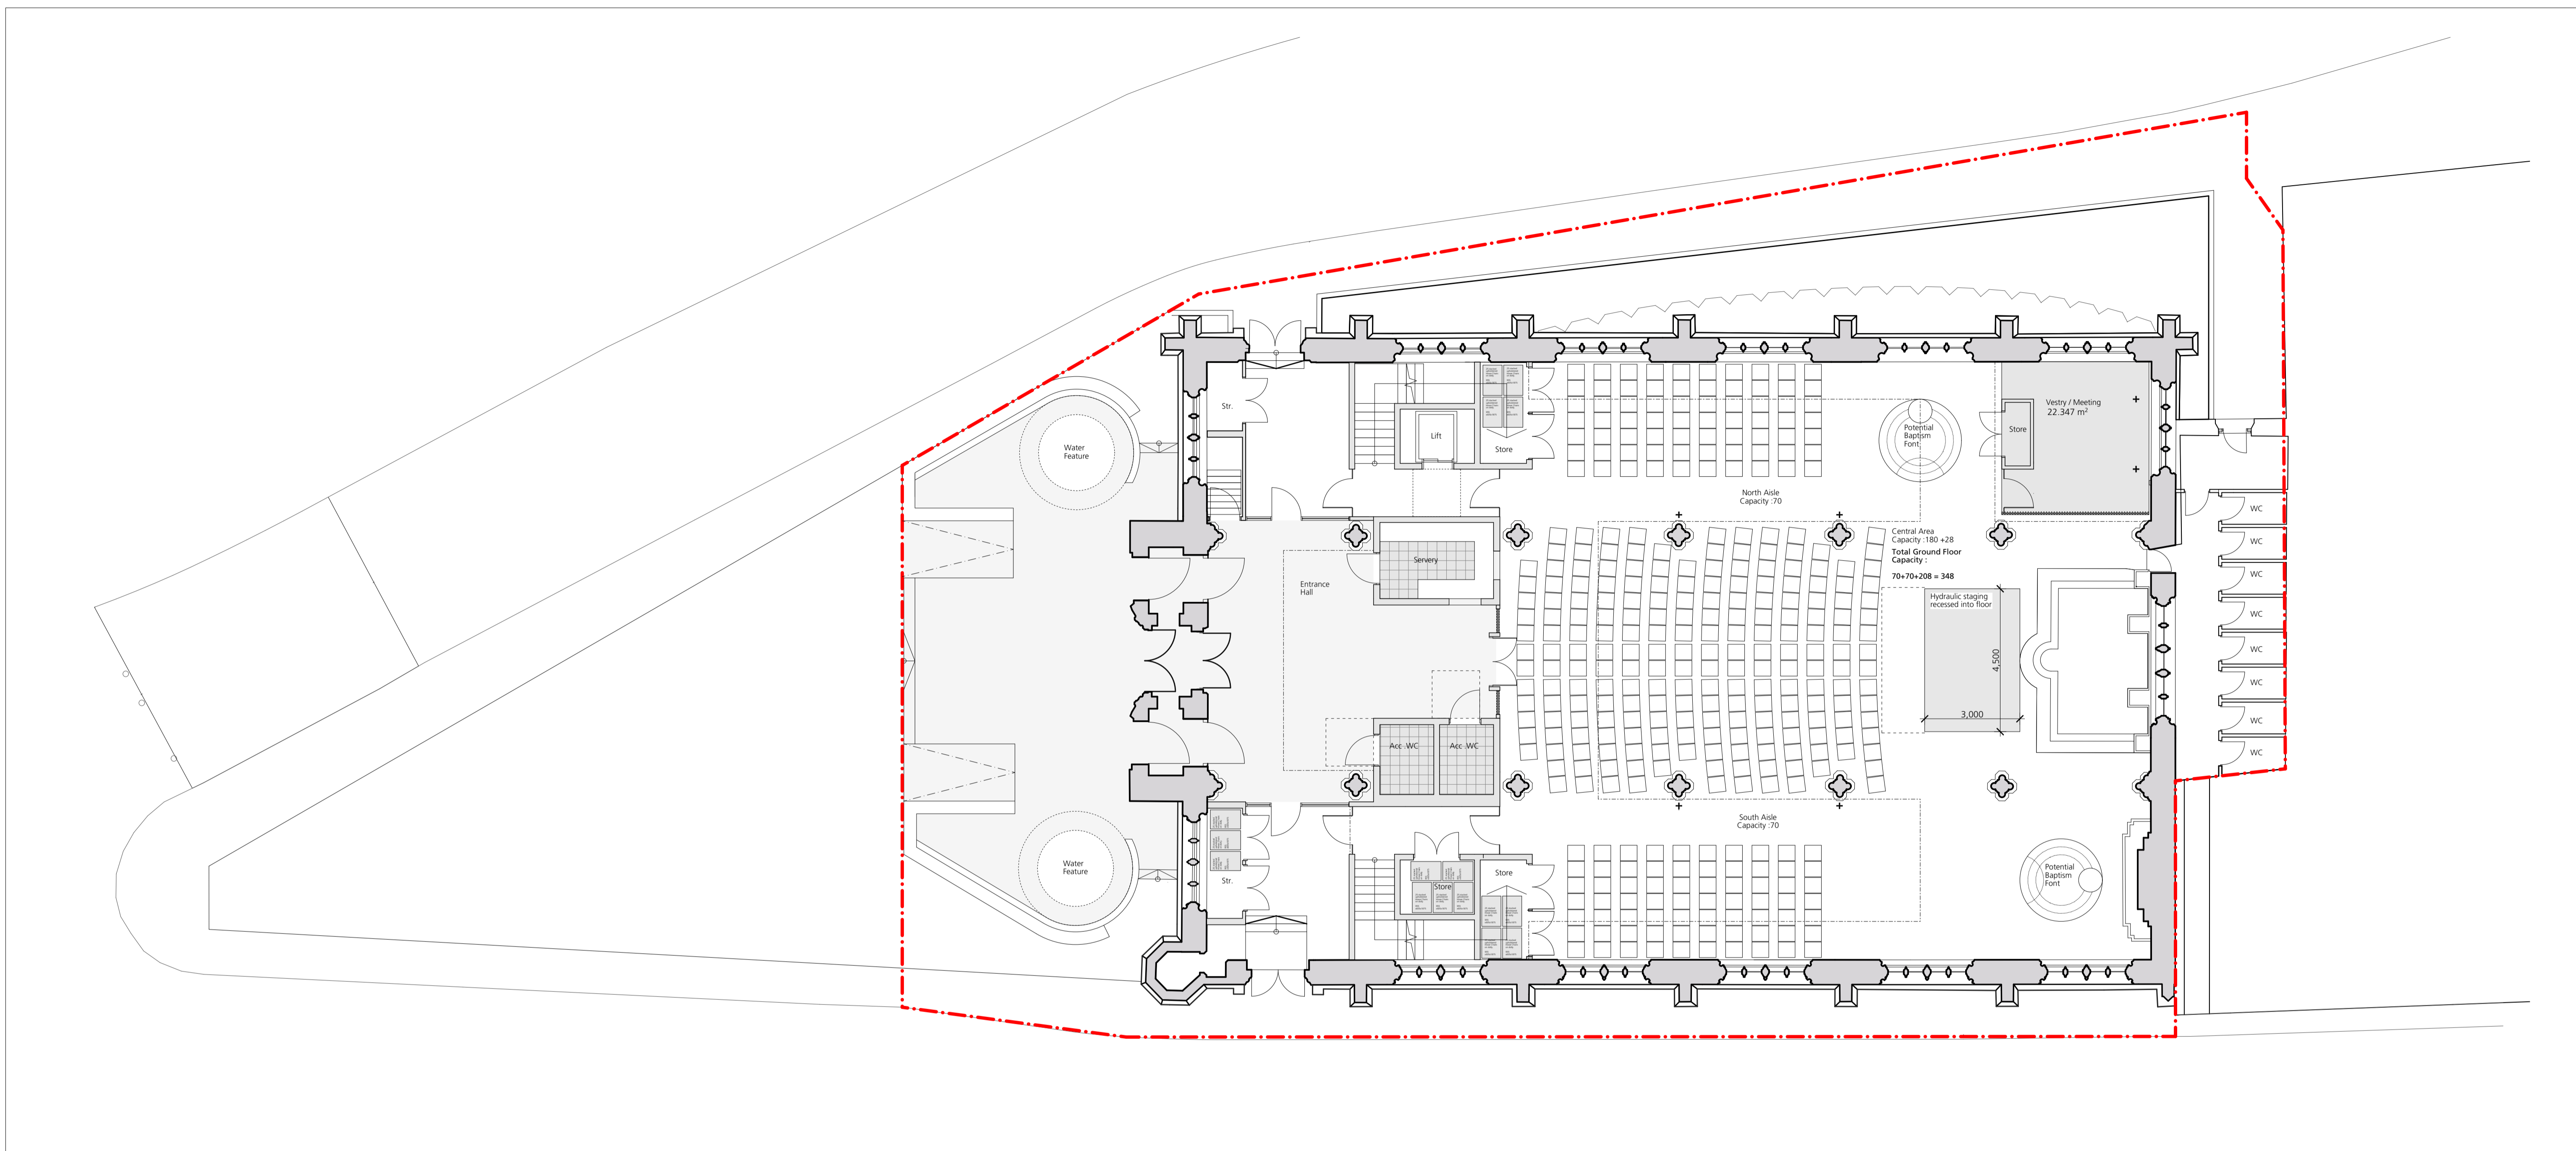 Str.
Water
Feature
Lift
Store
Potential
Baptism
Font
Store
Vestry / Meeting
22.347 m²
North Aisle
Capacity :70
Central Area
Capacity :180 +28
Total Ground Floor
Capacity :
70+70+208 = 348
Servery
Entrance
Hall
Hydraulic staging
recessed into floor
4,500
3,000
WC
WC
WC
WC
WC
WC
WC
WC
Acc WC
Acc WC
South Aisle
Capacity :70
Water
Feature
Str.
Store
Store
Potential
Baptism
Font